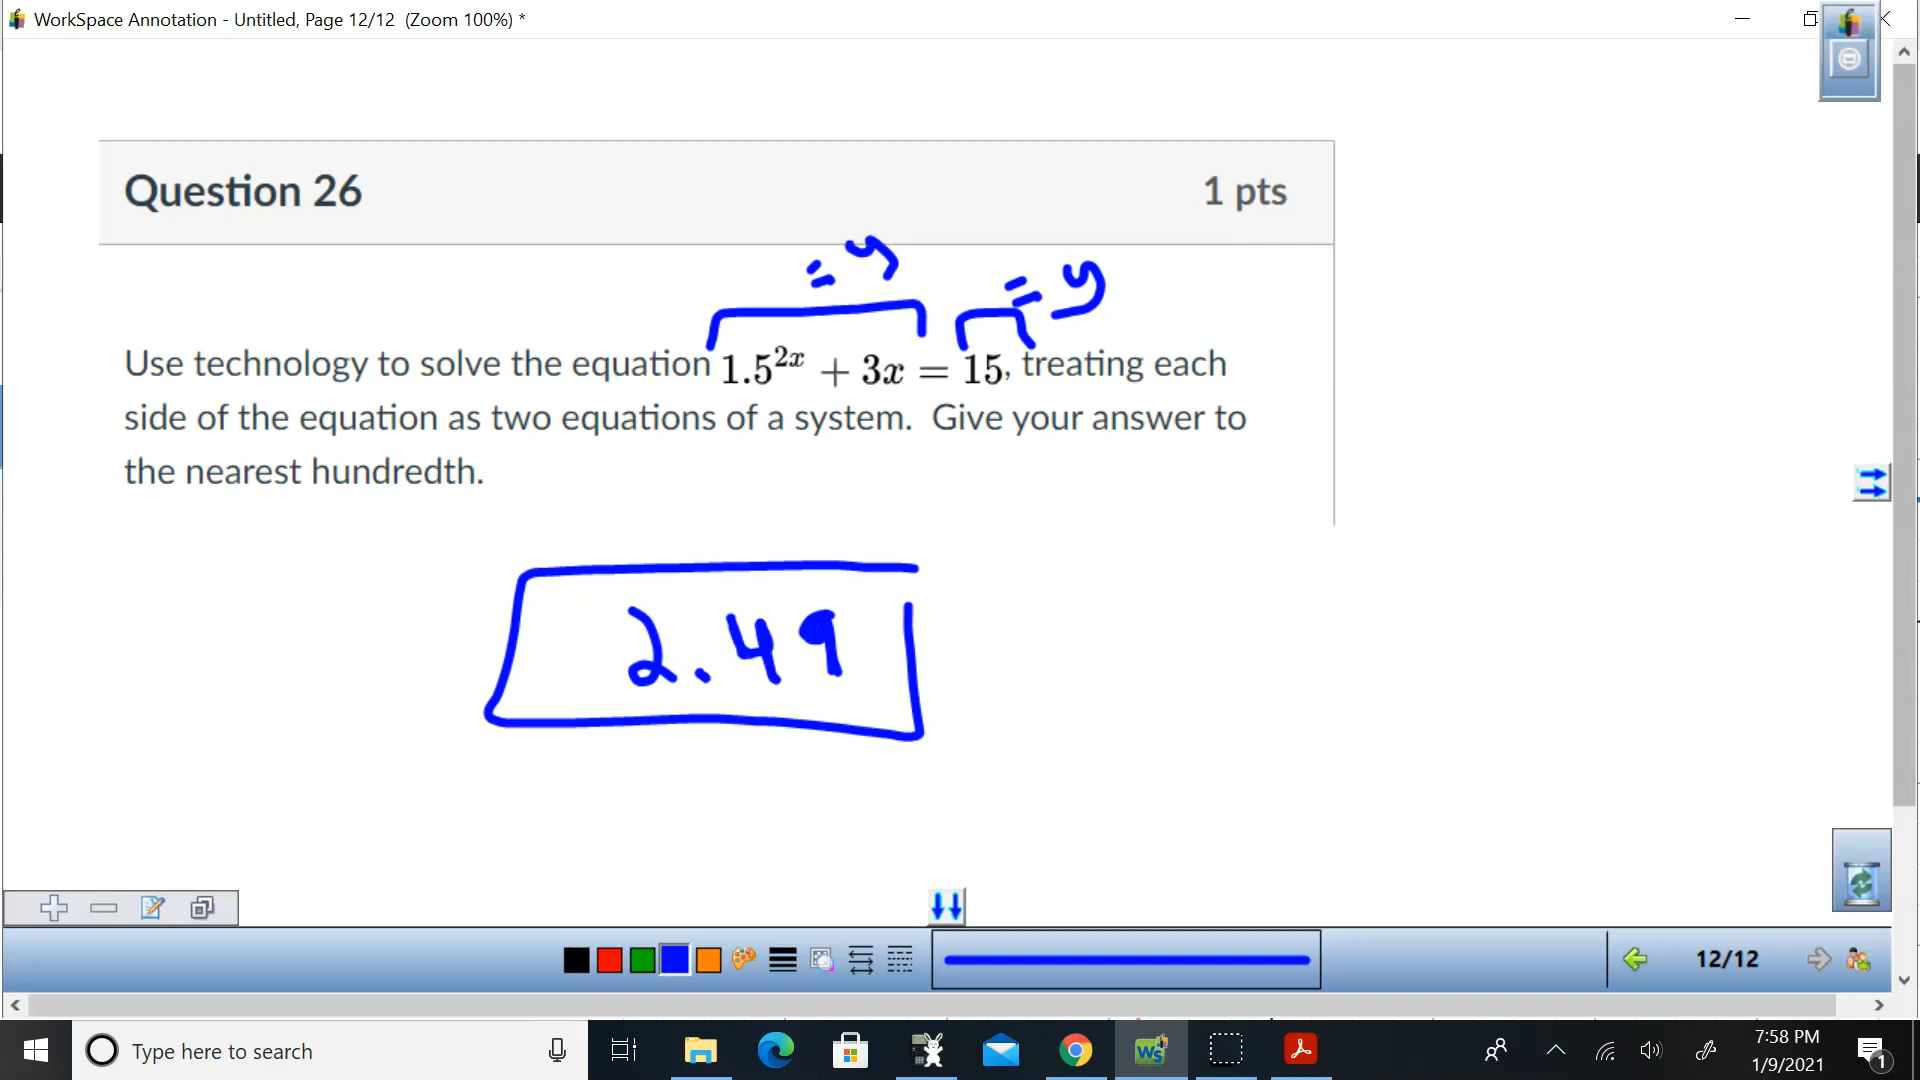 WorkSpace Annotation - Untitled, Page 12/12 (Zoom 100%) *
Question 26
1 pts
= y
= y
Use technology to solve the equation 1.5^{2x} + 3x = 15, treating each
side of the equation as two equations of a system. Give your answer to
the nearest hundredth.
2.49
12/12
Type here to search
WS
7:58 PM
1/9/2021
1